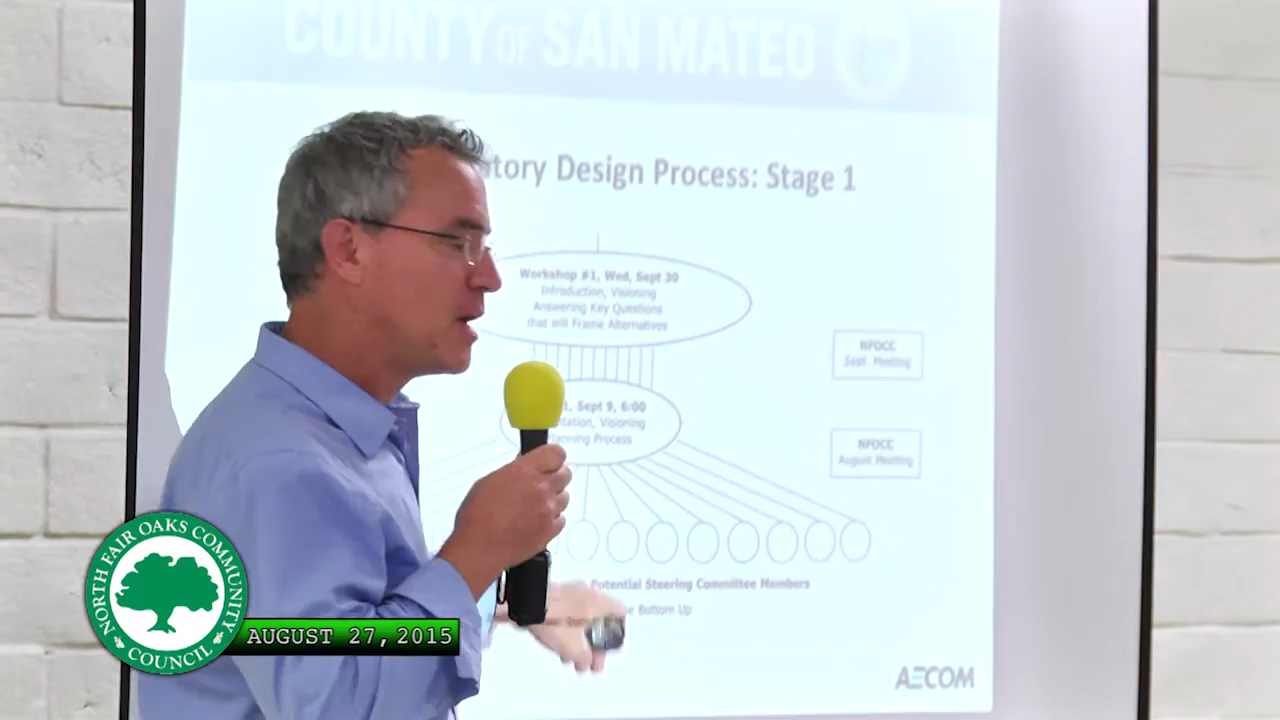 COUNTY OF SAN MATEO
tory Design Process: Stage 1
Workshop #1, Wed, Sept 30
Introduction, Visioning
Answering Key Questions
that will Frame Alternatives
NFOCC
Sept. Meeting
Sept 9, 6:00
tation, Visioning
Process
NFOCC
August Meeting
Potential Steering Committee Members
Bottom Up
AECOM
NORTH FAIR OAKS COMMUNITY
COUNCIL
AUGUST 27, 2015